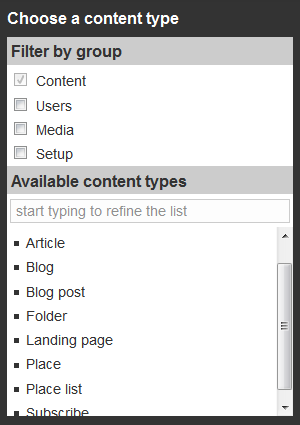 Choose a content type
Filter by group
Content
Users
Media
Setup
Available content types
start typing to refine the list
Article
Blog
Blog post
Folder
Landing page
Place
Place list
Subscribe